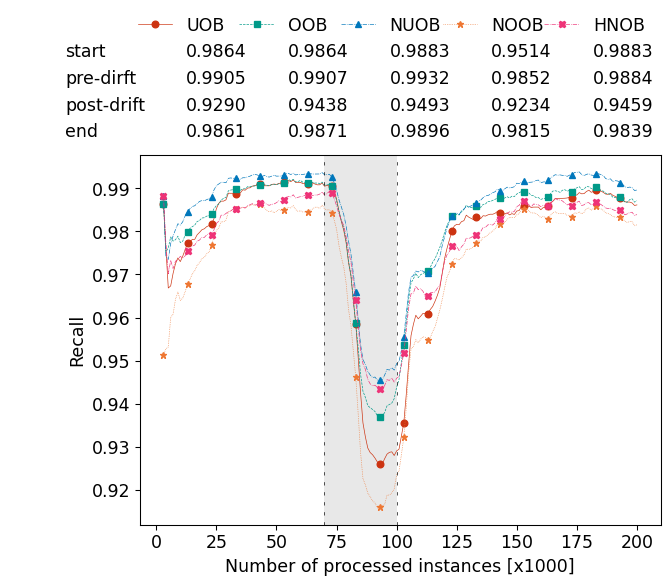 UOB OOB NUOB NOOB HNOB
start 0.9864 0.9864 0.9883 0.9514 0.9883
pre-dirft 0.9905 0.9907 0.9932 0.9852 0.9884
post-drift 0.9290 0.9438 0.9493 0.9234 0.9459
end 0.9861 0.9871 0.9896 0.9815 0.9839
0.99
0.98
0.97
0.96
0.95
0.94
0.93
0.92
Recall
0 25 50 75 100 125 150 175 200
Number of processed instances [x1000]